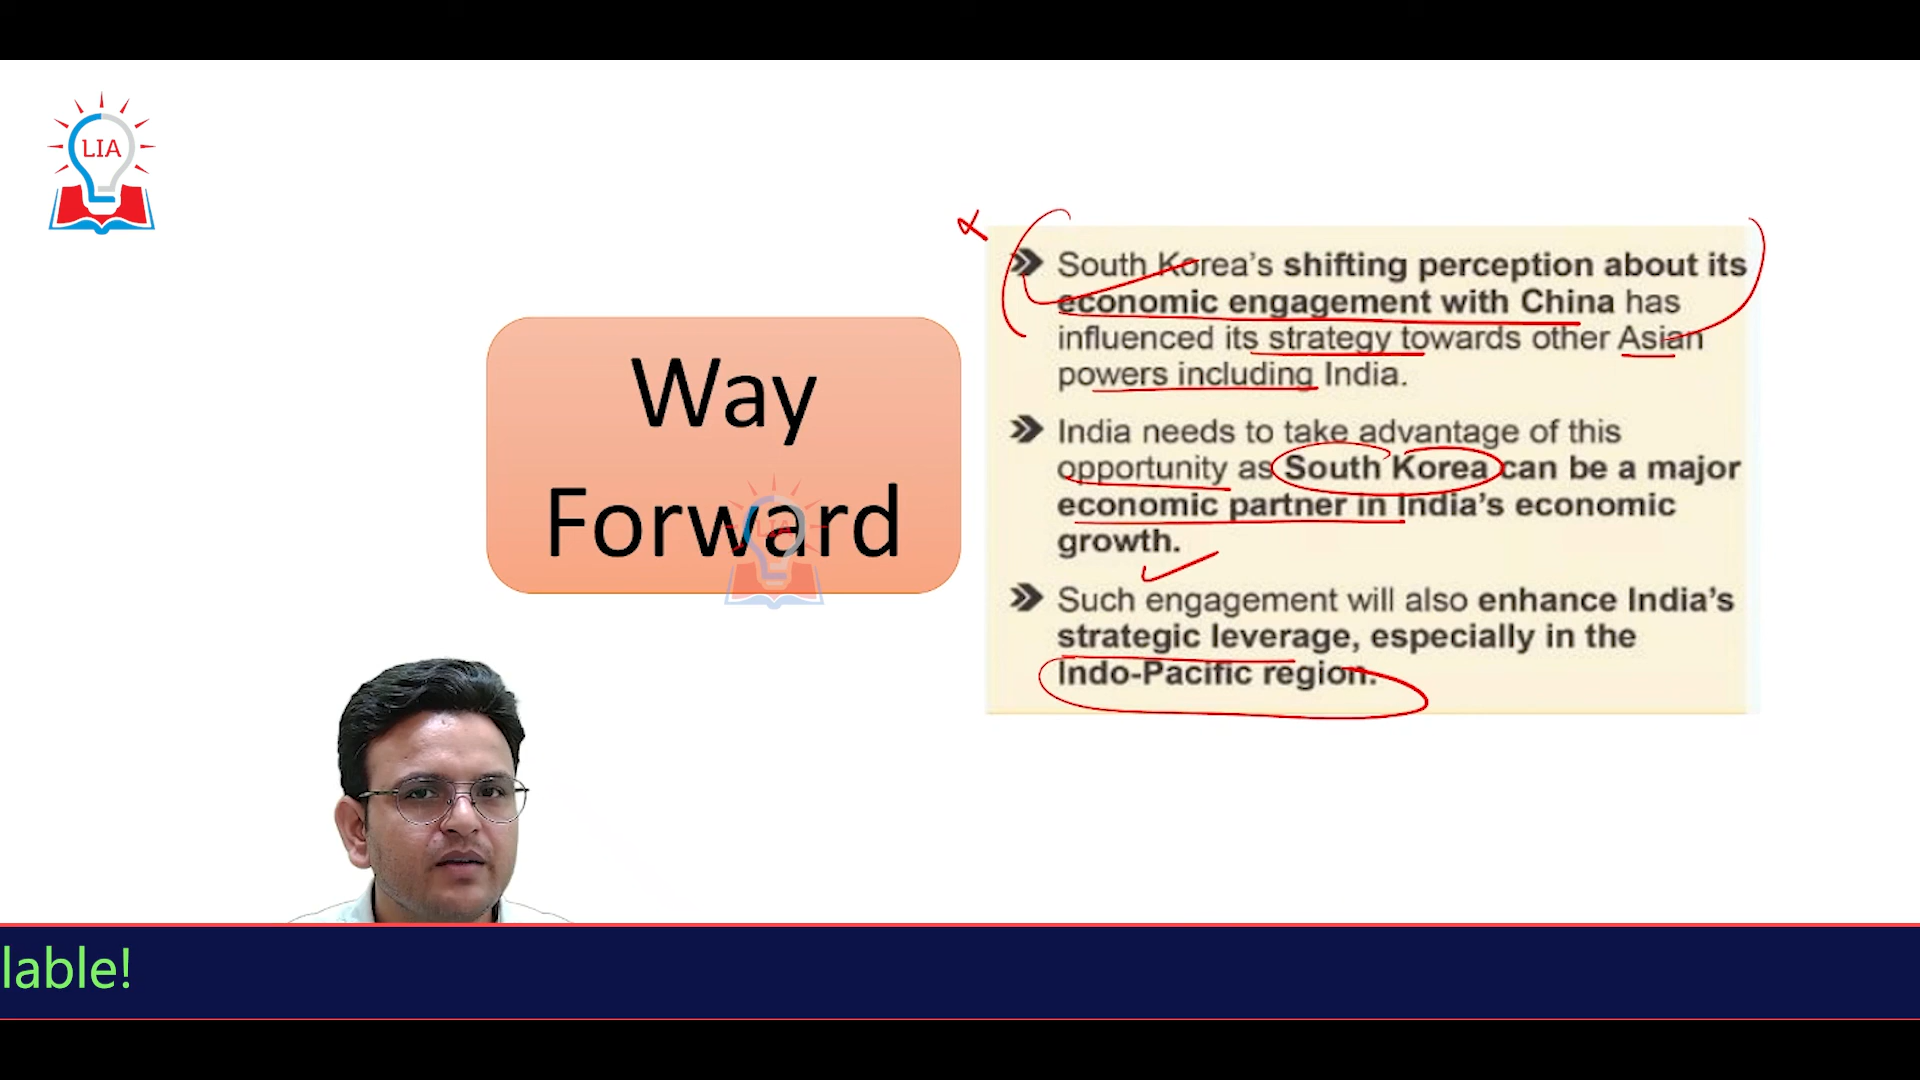 LIA
Way
Forward
LIA
South Korea's shifting perception about its
economic engagement with China has
influenced its strategy towards other Asian
powers including India.
India needs to take advantage of this
opportunity as South Korea can be a major
economic partner in India's economic
growth.
Such engagement will also enhance India's
strategic leverage, especially in the
Indo-Pacific region.
lable!